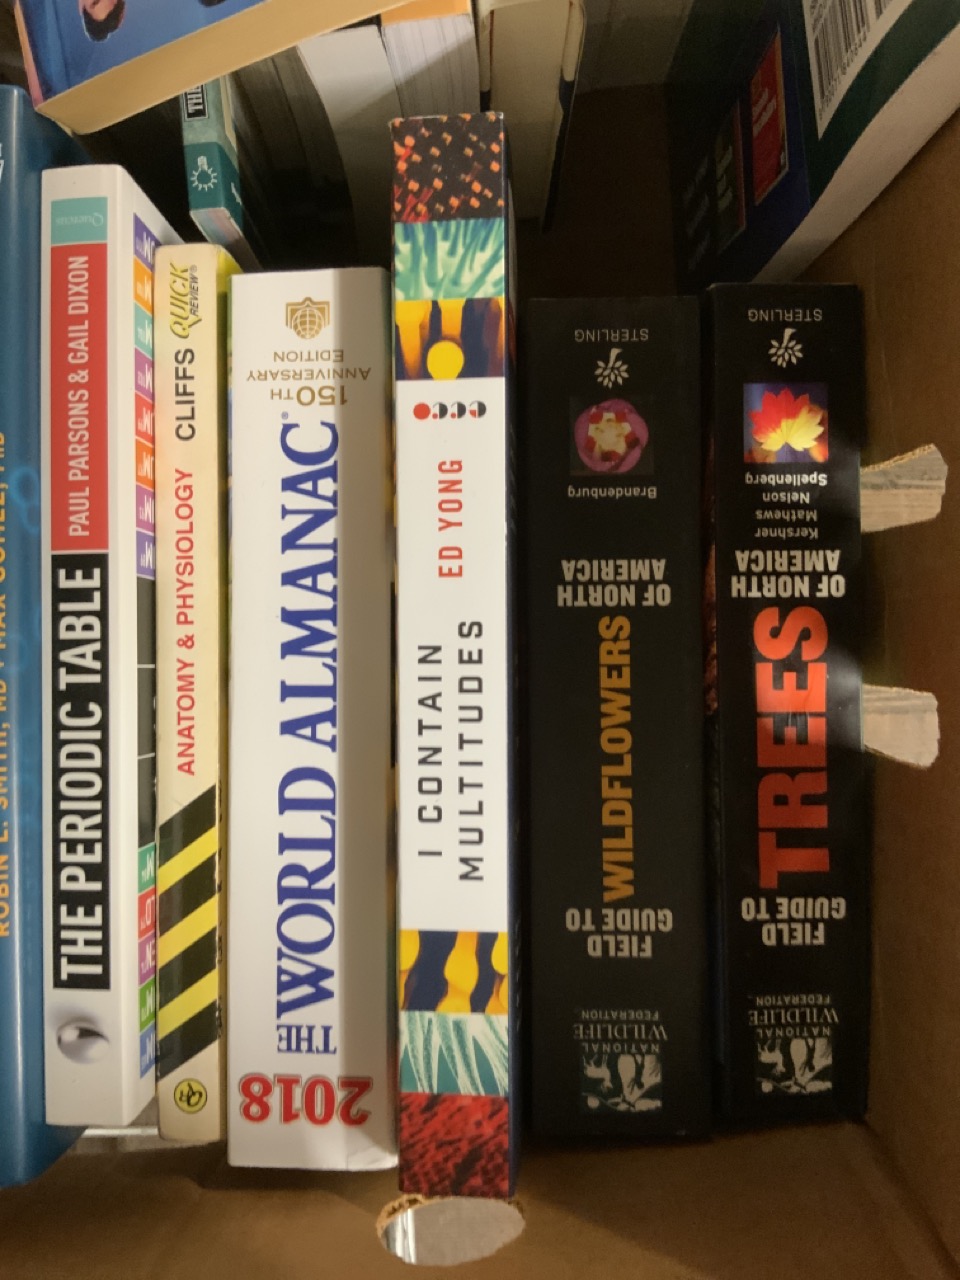 ROBIN L. SMITH, MD
THE PERIODIC TABLE
PAUL PARSONS & GAIL DIXON
Quercus
ANATOMY & PHYSIOLOGY
CLIFFS
QUICK
REVIEW®
2018
THE WORLD ALMANAC®
150TH
ANNIVERSARY
EDITION
I CONTAIN
MULTITUDES
ED YONG
ecco
NATIONAL
WILDLIFE
FEDERATION
FIELD
GUIDE TO
WILDFLOWERS
OF NORTH
AMERICA
Brandenburg
STERLING
NATIONAL
WILDLIFE
FEDERATION
FIELD
GUIDE TO
TREES
OF NORTH
AMERICA
Kershner
Mathews
Nelson
Spellenberg
STERLING